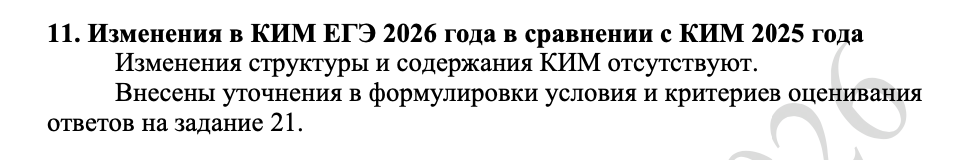 11. Изменения в КИМ ЕГЭ 2026 года в сравнении с КИМ 2025 года
Изменения структуры и содержания КИМ отсутствуют.
Внесены уточнения в формулировки условия и критериев оценивания
ответов на задание 21.
26